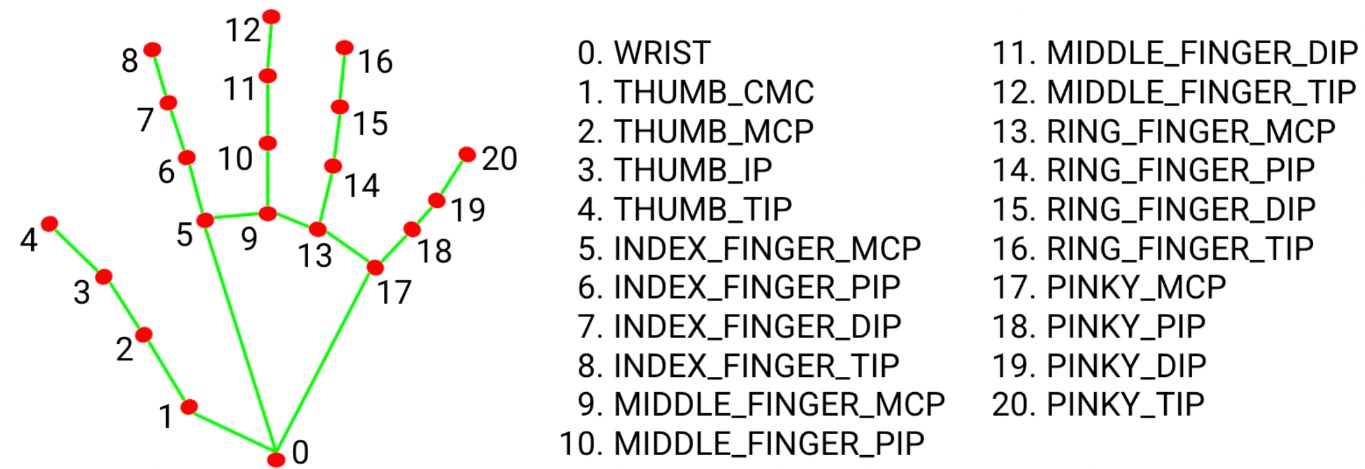 12
8
16
11
7
15
10
6
14
20
19
4
5
9
13
18
3
17
2
1
0
0. WRIST
1. THUMB_CMC
2. THUMB_MCP
3. THUMB_IP
4. THUMB_TIP
5. INDEX_FINGER_MCP
6. INDEX_FINGER_PIP
7. INDEX_FINGER_DIP
8. INDEX_FINGER_TIP
9. MIDDLE_FINGER_MCP
10. MIDDLE_FINGER_PIP
11. MIDDLE_FINGER_DIP
12. MIDDLE_FINGER_TIP
13. RING_FINGER_MCP
14. RING_FINGER_PIP
15. RING_FINGER_DIP
16. RING_FINGER_TIP
17. PINKY_MCP
18. PINKY_PIP
19. PINKY_DIP
20. PINKY_TIP